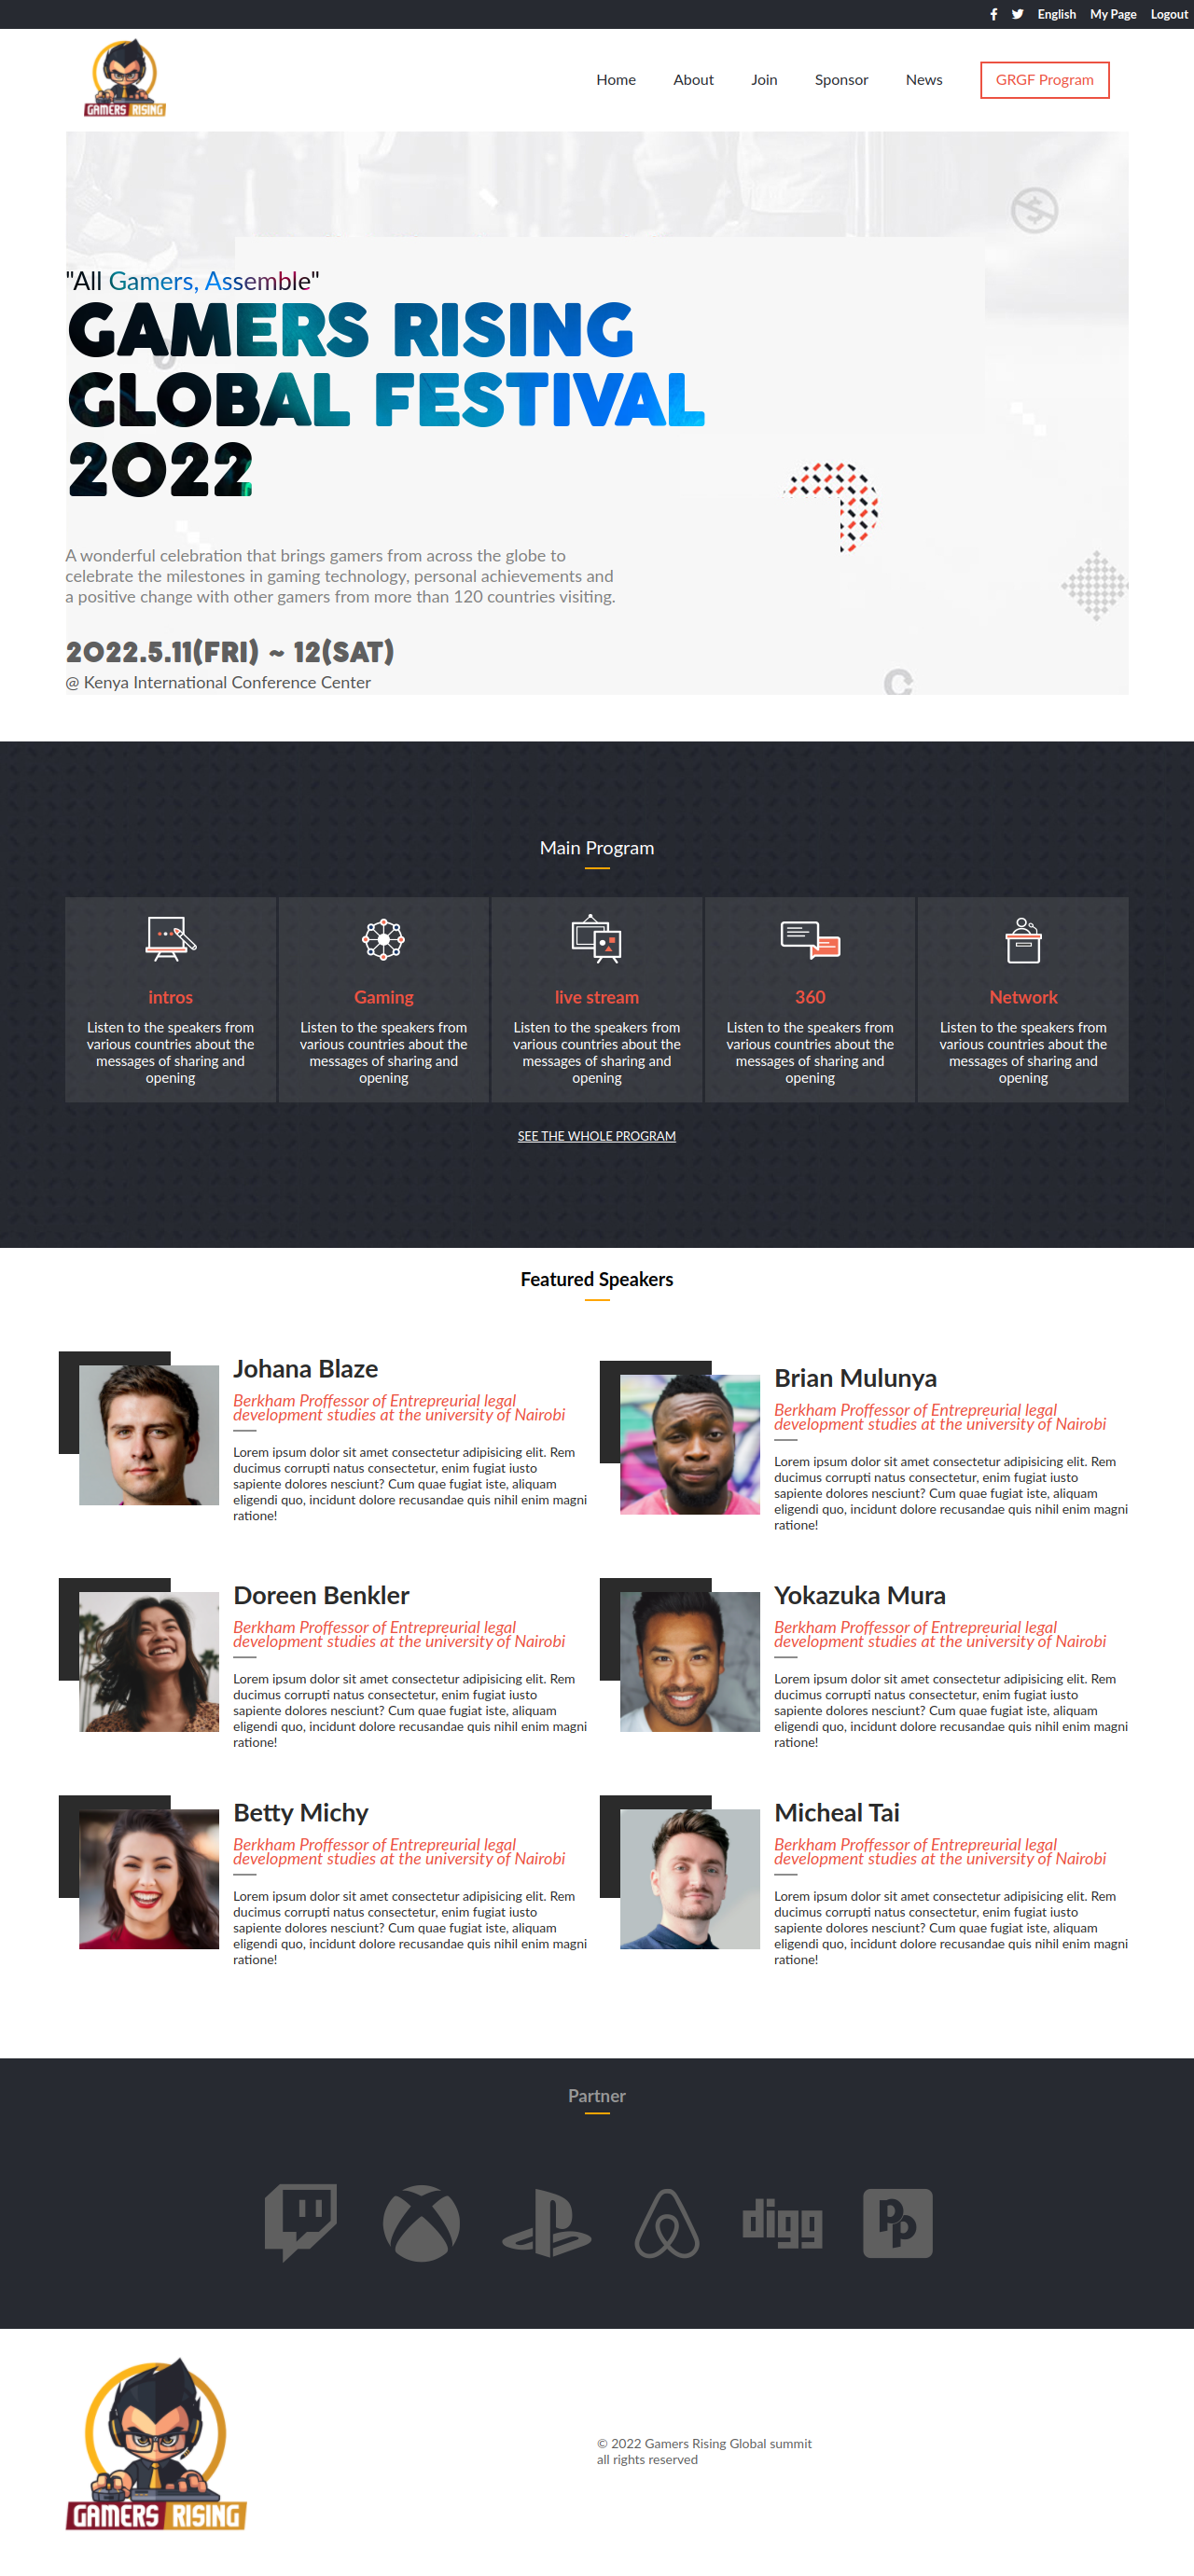 English My Page Logout
GAMERS RISING
Home About Join Sponsor News GRGF Program
"All Gamers, Assemble"
GAMERS RISING
GLOBAL FESTIVAL
2022
A wonderful celebration that brings gamers from across the globe to
celebrate the milestones in gaming technology, personal achievements and
a positive change with other gamers from more than 120 countries visiting.
2022.5.11(FRI) ~ 12(SAT)
@ Kenya International Conference Center
Main Program
intros
Listen to the speakers from
various countries about the
messages of sharing and
opening
Gaming
Listen to the speakers from
various countries about the
messages of sharing and
opening
live stream
Listen to the speakers from
various countries about the
messages of sharing and
opening
360
Listen to the speakers from
various countries about the
messages of sharing and
opening
Network
Listen to the speakers from
various countries about the
messages of sharing and
opening
SEE THE WHOLE PROGRAM
Featured Speakers
Johana Blaze
Berkham Proffessor of Entrepreurial legal
development studies at the university of Nairobi
Lorem ipsum dolor sit amet consectetur adipisicing elit. Rem
ducimus corrupti natus consectetur, enim fugiat iusto
sapiente dolores nesciunt? Cum quae fugiat iste, aliquam
eligendi quo, incidunt dolore recusandae quis nihil enim magni
ratione!
Brian Mulunya
Berkham Proffessor of Entrepreurial legal
development studies at the university of Nairobi
Lorem ipsum dolor sit amet consectetur adipisicing elit. Rem
ducimus corrupti natus consectetur, enim fugiat iusto
sapiente dolores nesciunt? Cum quae fugiat iste, aliquam
eligendi quo, incidunt dolore recusandae quis nihil enim magni
ratione!
Doreen Benkler
Berkham Proffessor of Entrepreurial legal
development studies at the university of Nairobi
Lorem ipsum dolor sit amet consectetur adipisicing elit. Rem
ducimus corrupti natus consectetur, enim fugiat iusto
sapiente dolores nesciunt? Cum quae fugiat iste, aliquam
eligendi quo, incidunt dolore recusandae quis nihil enim magni
ratione!
Yokazuka Mura
Berkham Proffessor of Entrepreurial legal
development studies at the university of Nairobi
Lorem ipsum dolor sit amet consectetur adipisicing elit. Rem
ducimus corrupti natus consectetur, enim fugiat iusto
sapiente dolores nesciunt? Cum quae fugiat iste, aliquam
eligendi quo, incidunt dolore recusandae quis nihil enim magni
ratione!
Betty Michy
Berkham Proffessor of Entrepreurial legal
development studies at the university of Nairobi
Lorem ipsum dolor sit amet consectetur adipisicing elit. Rem
ducimus corrupti natus consectetur, enim fugiat iusto
sapiente dolores nesciunt? Cum quae fugiat iste, aliquam
eligendi quo, incidunt dolore recusandae quis nihil enim magni
ratione!
Micheal Tai
Berkham Proffessor of Entrepreurial legal
development studies at the university of Nairobi
Lorem ipsum dolor sit amet consectetur adipisicing elit. Rem
ducimus corrupti natus consectetur, enim fugiat iusto
sapiente dolores nesciunt? Cum quae fugiat iste, aliquam
eligendi quo, incidunt dolore recusandae quis nihil enim magni
ratione!
Partner
digg
GAMERS RISING
© 2022 Gamers Rising Global summit
all rights reserved